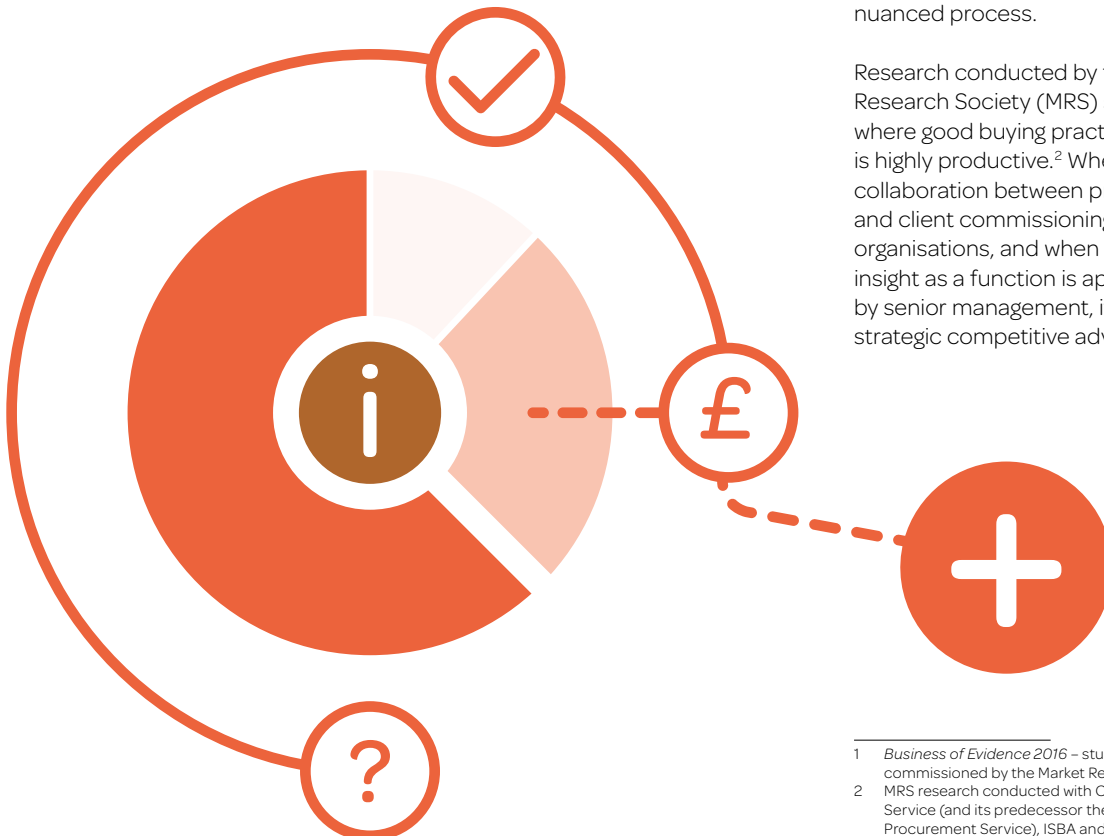 nuanced process.
Research conducted by
Research Society (MRS)
where good buying pract
is highly productive.2 Whe
collaboration between p
and client commissioning
organisations, and when
insight as a function is ap
by senior management, i
strategic competitive adv
✓
i
£
+
?
1 Business of Evidence 2016 – stu
commissioned by the Market Re
2 MRS research conducted with C
Service (and its predecessor the
Procurement Service), ISBA and